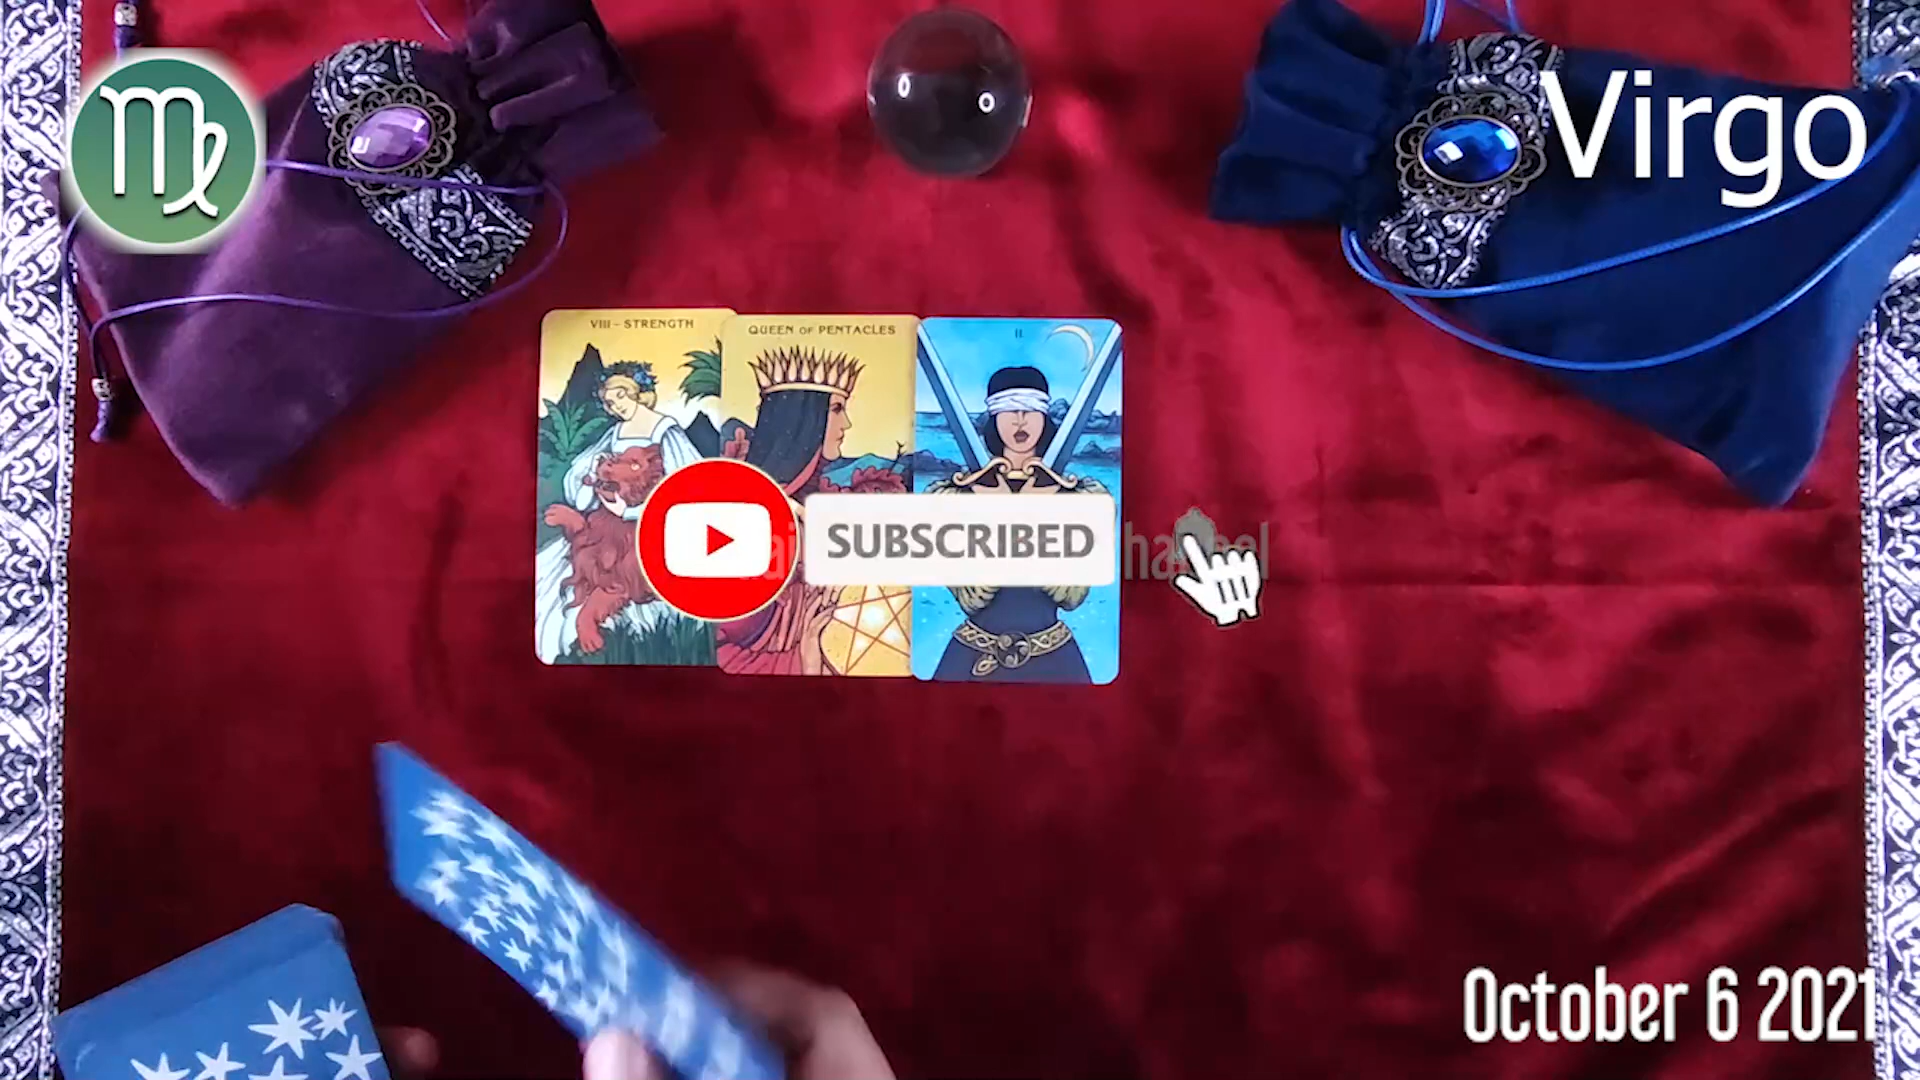 Virgo
VIII – STRENGTH
QUEEN OF PENTACLES
II
SUBSCRIBED
October 6 2021